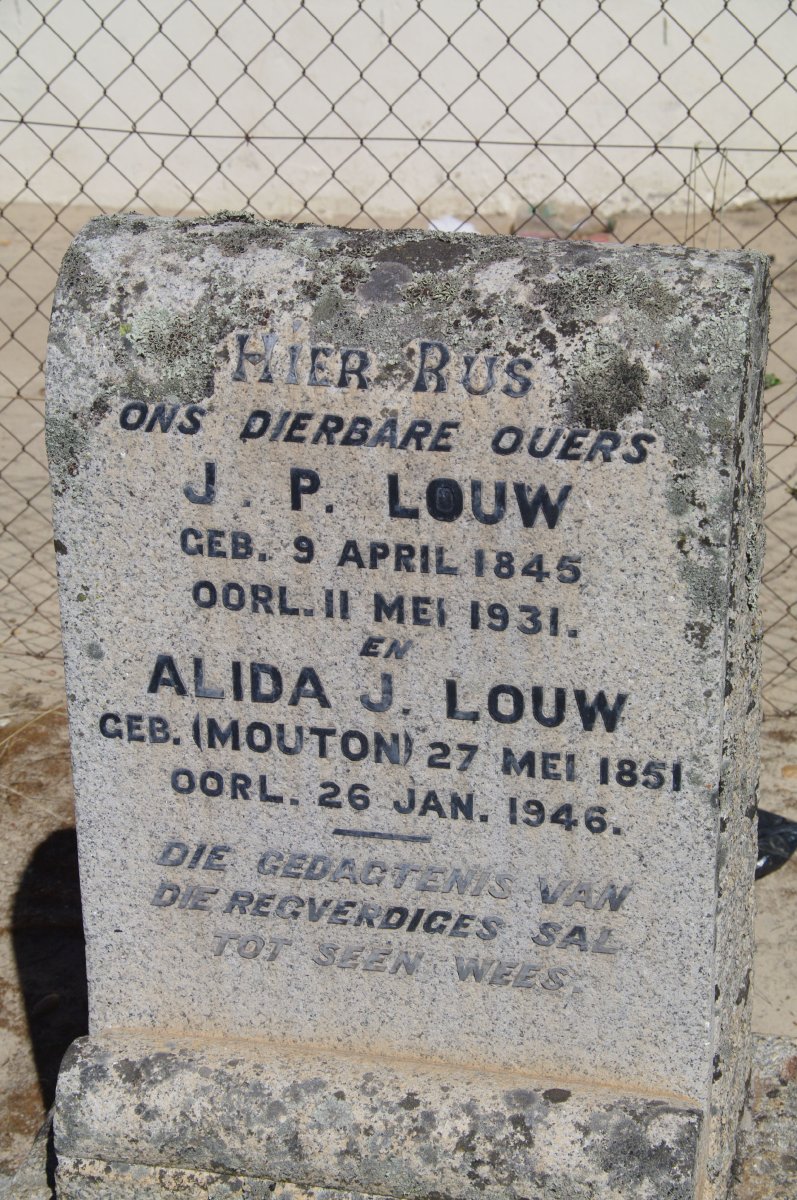 HIER RUS
ONS DIERBARE OUERS
J. P. LOUW
GEB. 9 APRIL 1845
OORL. 11 MEI 1931.
EN
ALIDA J. LOUW
GEB. (MOUTON) 27 MEI 1851
OORL. 26 JAN. 1946.
DIE GEDAGTENIS VAN
DIE REGVERDIGES SAL
TOT SEEN WEES.